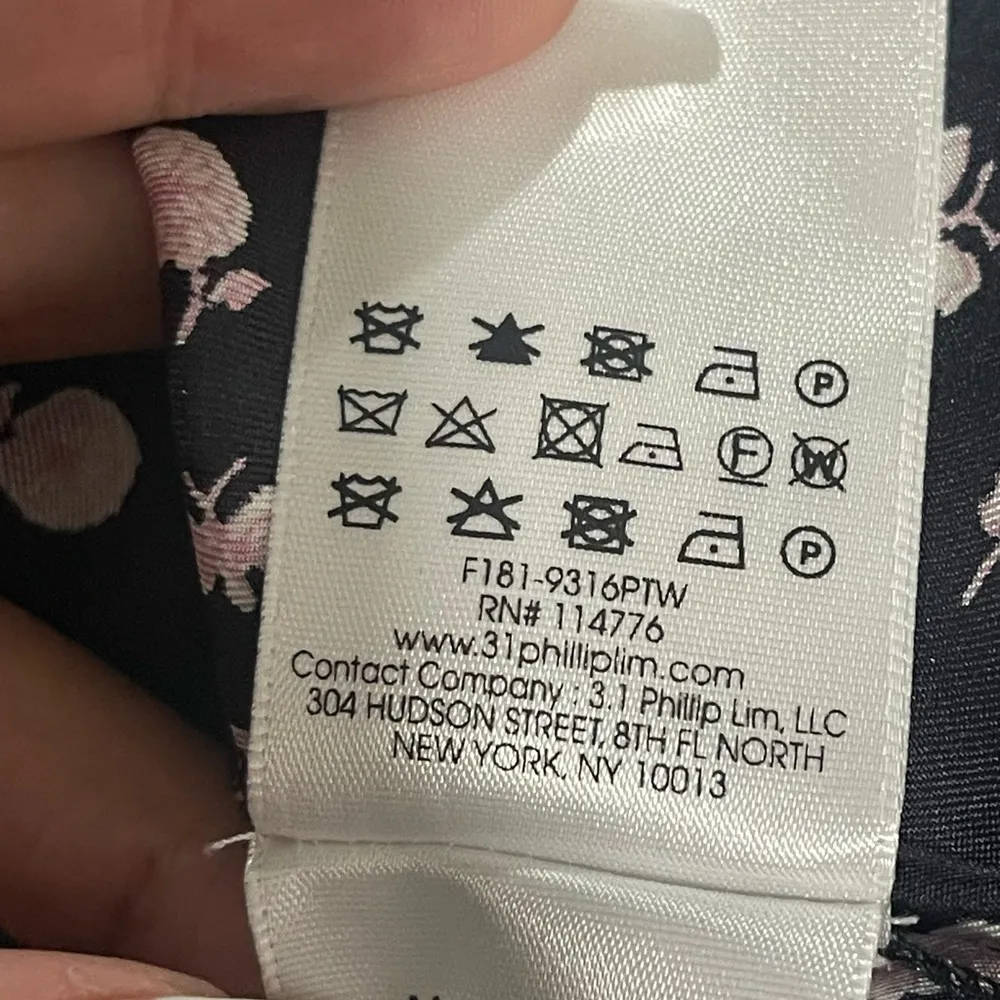 P
F W
P
F181-9316PTW
RN# 114776
www.31philliplim.com
Contact Company : 3.1 Phillip Lim, LLC
304 HUDSON STREET, 8TH FL NORTH
NEW YORK, NY 10013